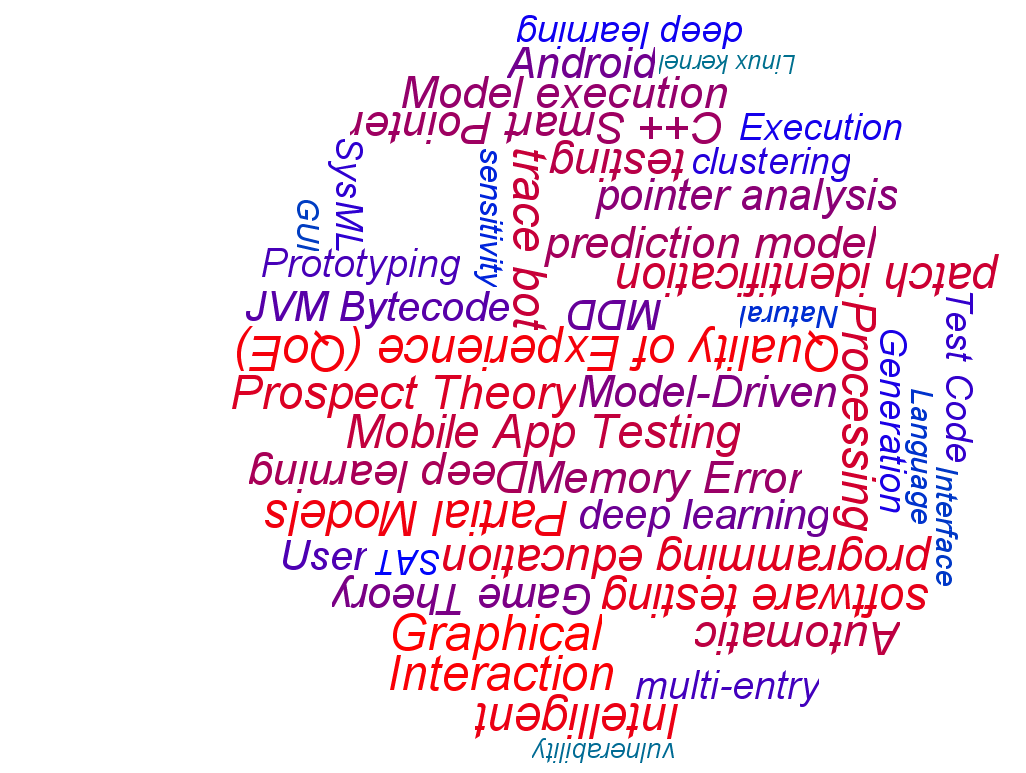 deep learning
Android
Linux kernel
Model execution
C++ Smart Pointer
Execution
SysML
sensitivity
trace bot
testing
clustering
pointer analysis
GUI
prediction model
Prototyping
patch identification
JVM Bytecode
MDD
Natural
Test Code
Processing
Quality of Experience (QoE)
Generation
Prospect Theory
Model-Driven
Language
Mobile App Testing
Deep learning
Memory Error
Interface
Partial Models
deep learning
User
SAT
programming education
Game Theory
software testing
Graphical
Automatic
Interaction
multi-entry
Intelligent
vulnerability